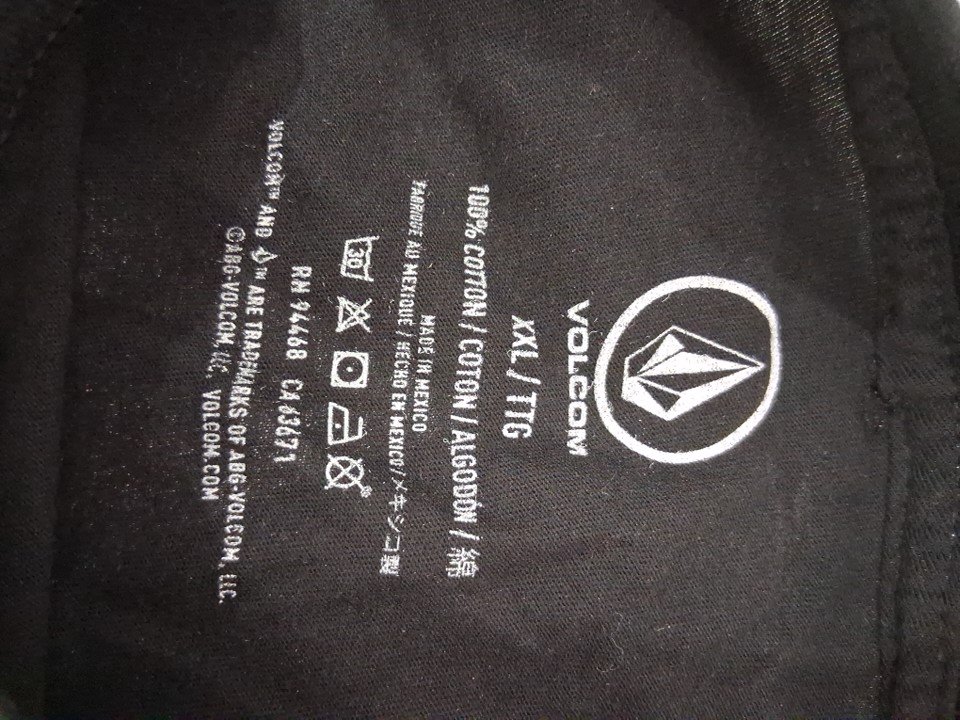 VOLCOM
XXL / TTG
100% COTTON / COTON / ALGODÓN / 綿
MADE IN MEXICO
FABRIQUÉ AU MEXIQUE / HECHO EN MEXICO / メキシコ製
30
RN 94468 CA 63671
VOLCOM™ AND ™ ARE TRADEMARKS OF ABG-VOLCOM, LLC.
©ABG-VOLCOM, LLC. VOLCOM.COM